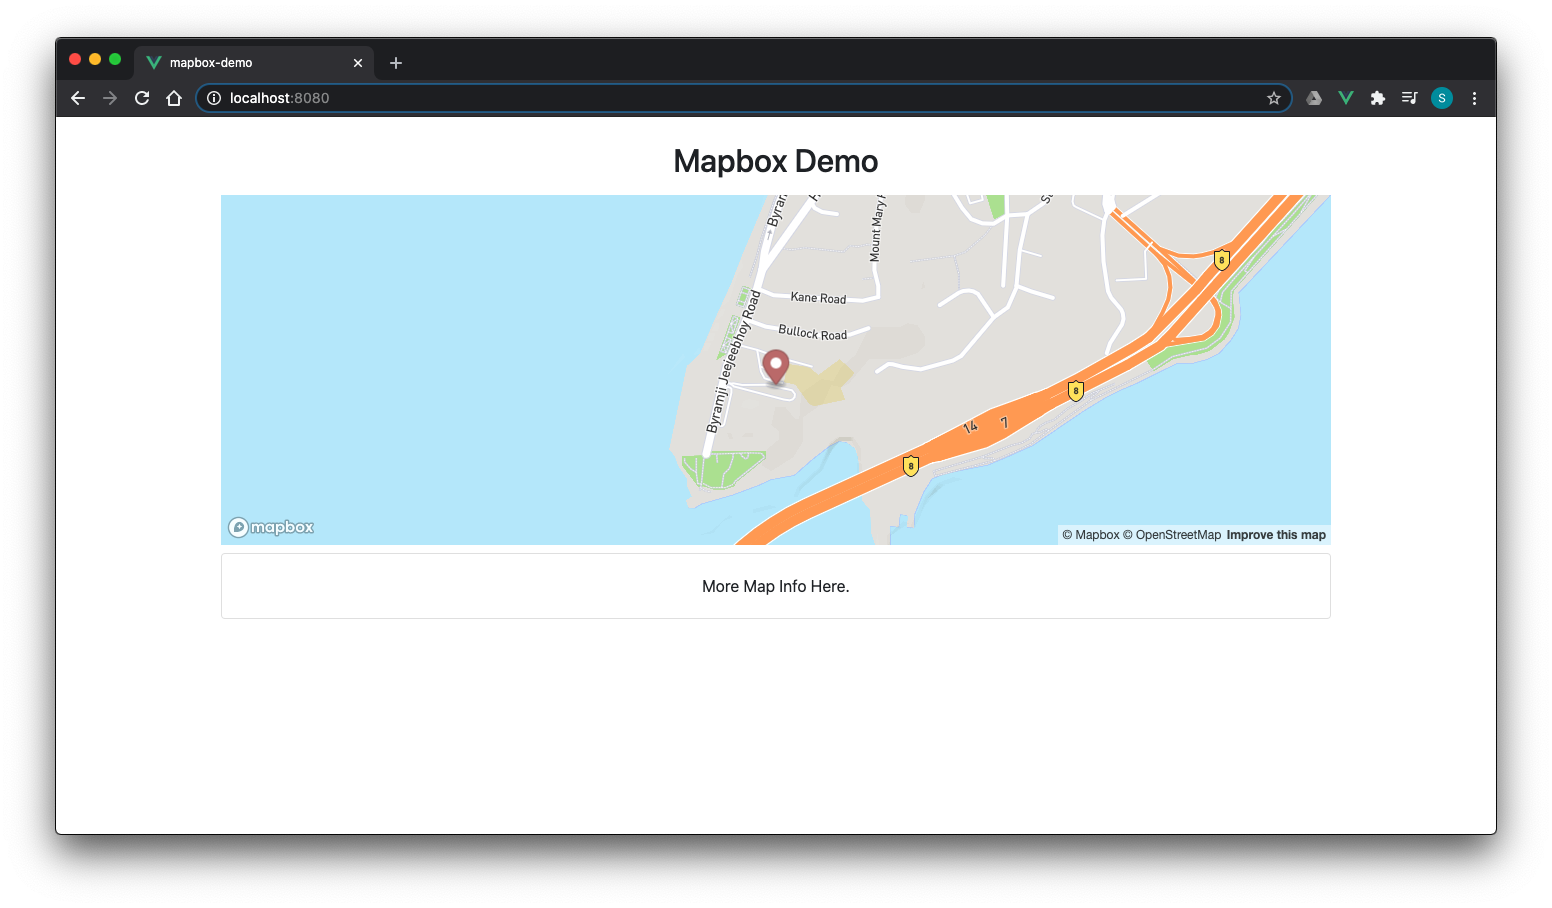 mapbox-demo
localhost:8080
S
Mapbox Demo
Mount Mary
8
Kane Road
Bullock Road
Byramji Jeejeebhoy Road
8
14 7
8
mapbox
© Mapbox © OpenStreetMap Improve this map
More Map Info Here.